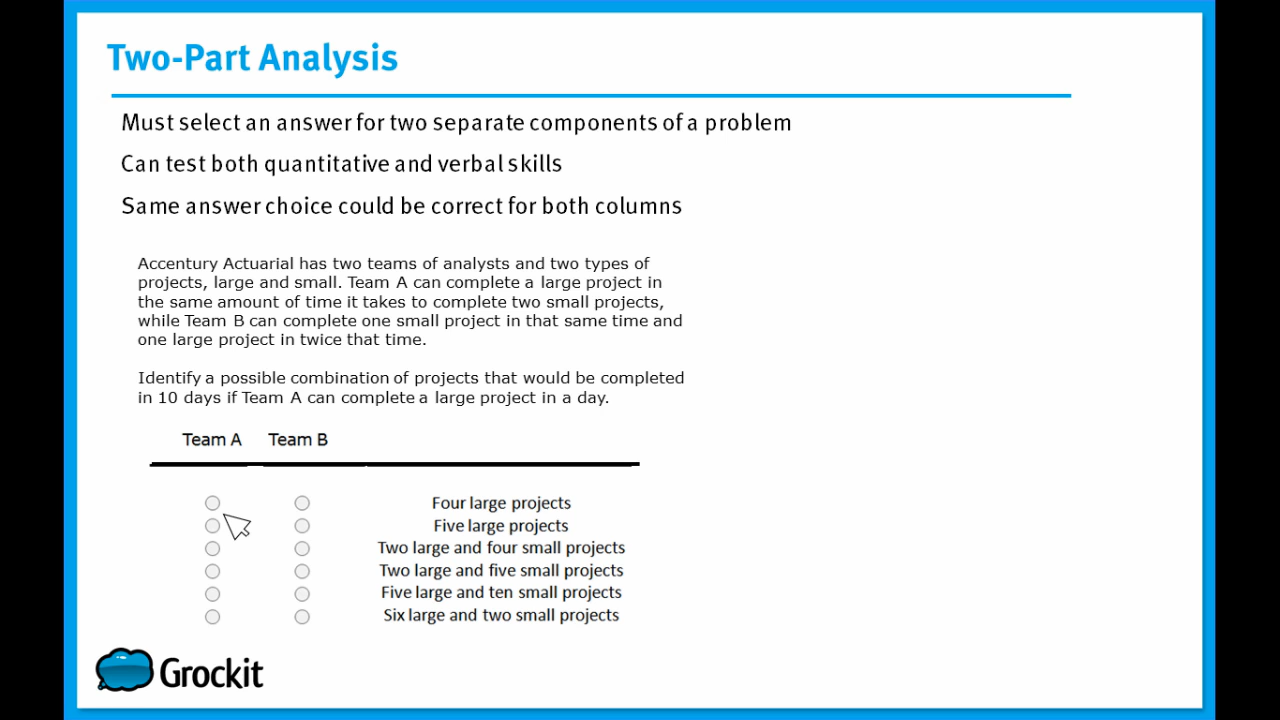 Two-Part Analysis
Must select an answer for two separate components of a problem
Can test both quantitative and verbal skills
Same answer choice could be correct for both columns
Accentury Actuarial has two teams of analysts and two types of
projects, large and small. Team A can complete a large project in
the same amount of time it takes to complete two small projects,
while Team B can complete one small project in that same time and
one large project in twice that time.
Identify a possible combination of projects that would be completed
in 10 days if Team A can complete a large project in a day.
Team A Team B
Four large projects
Five large projects
Two large and four small projects
Two large and five small projects
Five large and ten small projects
Six large and two small projects
Grockit